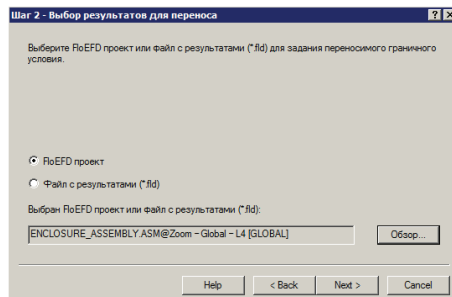 Шаг 2 - Выбор результатов для переноса
Выберите FloEFD проект или файл с результатами (*.fld) для задания переносимого граничного
условия.
FloEFD проект
Файл с результатами (*.fld)
Выбран FloEFD проект или файл с результатами (*.fld):
ENCLOSURE_ASSEMBLY.ASM@Zoom - Global - L4 [GLOBAL]
Обзор...
Help
< Back
Next >
Cancel